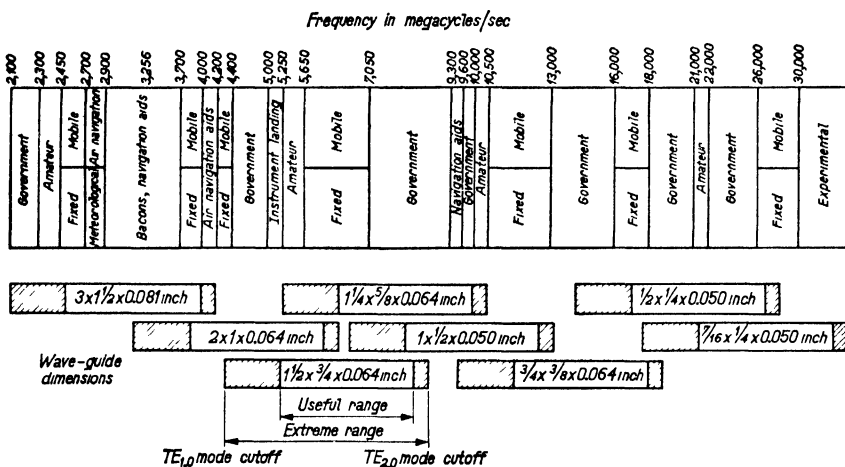 Frequency in megacycles/sec
2,100 2,300 2,450 2,700 2,900 3,256 3,700 4,000 4,200 4,400 5,000 5,250 5,650 7,050 9,300 9,600 10,000 10,500 13,000 16,000 18,000 21,000 22,000 26,000 30,000
Government
Amateur
Mobile
Fixed
Meteorological Air navigation
Bacons, navigation aids
Mobile
Fixed
Air navigation aids
Mobile
Fixed
Government
Instrument landing
Amateur
Mobile
Fixed
Government
Navigation aids
Government
Amateur
Mobile
Fixed
Government
Mobile
Fixed
Government
Amateur
Government
Mobile
Fixed
Experimental
3x1½x0.081 inch
1¼x⅝x0.064inch
½x¼x0.050 inch
2x1x0.064 inch
1x½x0.050 inch
7/16x¼x0.050 inch
Wave-guide
dimensions
1½x¾x0.064inch
¾x⅜x0.064inch
Useful range
Extreme range
TE1,0 mode cutoff
TE2,0 mode cutoff